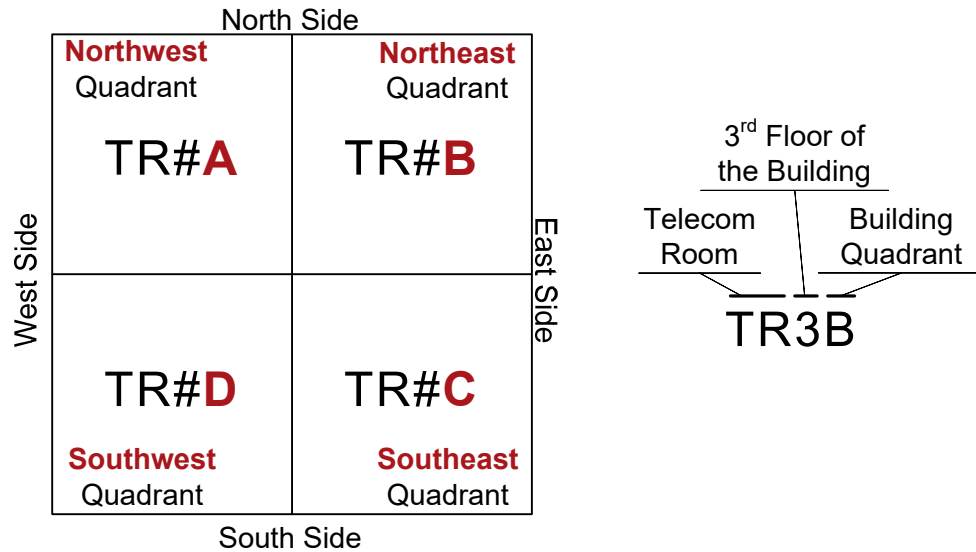 North Side
Northwest
Quadrant
Northeast
Quadrant
TR#A
TR#B
West Side
East Side
TR#D
TR#C
Southwest
Quadrant
Southeast
Quadrant
South Side
3rd Floor of
the Building
Telecom
Room
Building
Quadrant
TR3B